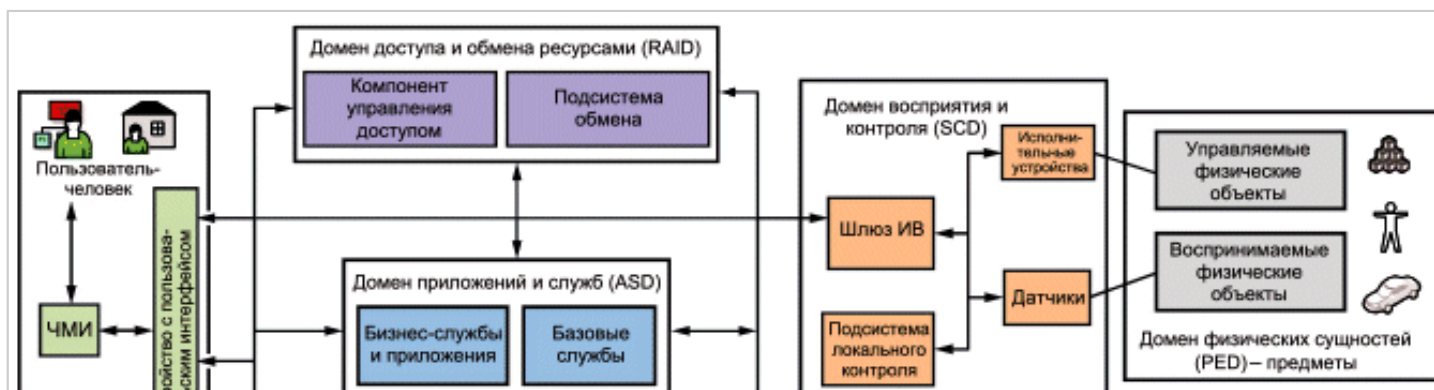 Домен доступа и обмена ресурсами (RAID)
Компонент
управления
доступом
Подсистема
обмена
Пользователь-
человек
ЧМИ
ским интерфейсом
Домен приложений и служб (ASD)
Бизнес-службы
и приложения
Базовые
службы
Домен восприятия и
контроля (SCD)
Исполни-
тельные
устройства
Шлюз ИВ
Датчики
Подсистема
локального
контроля
Управляемые
физические
объекты
Воспринимаемые
физические
объекты
Домен физических сущностей
(PED) – предметы